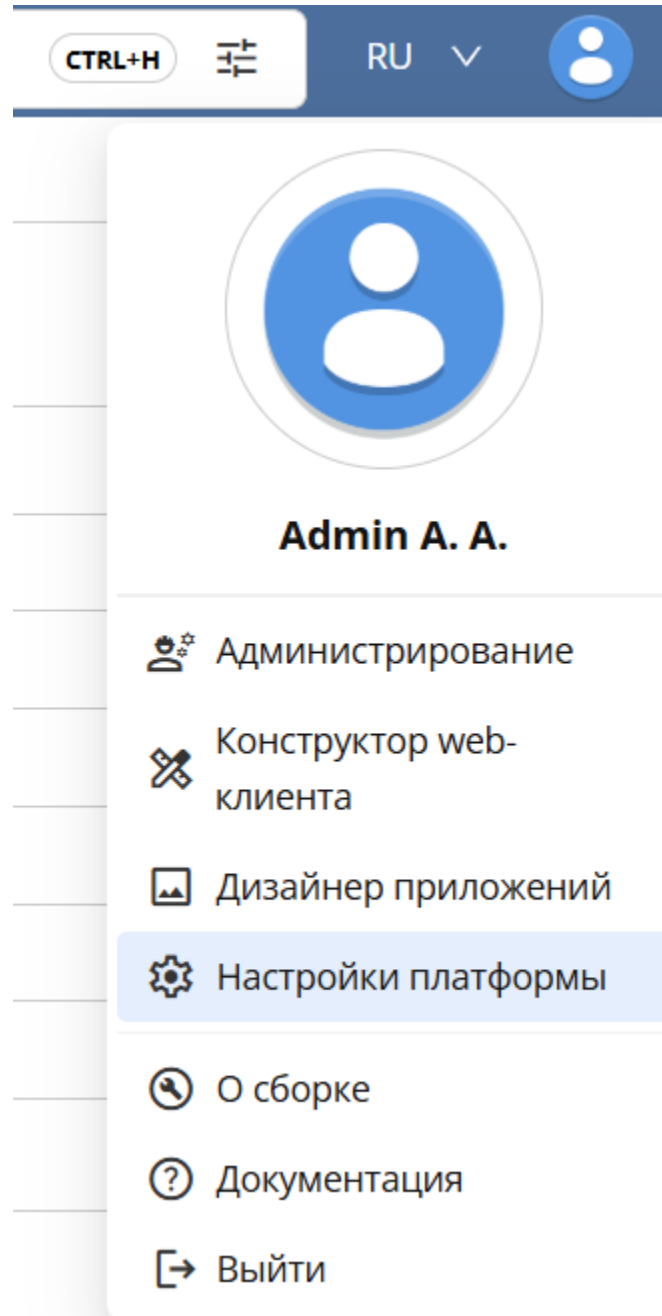 CTRL+H
RU
Admin A. A.
Администрирование
Конструктор web-
клиента
Дизайнер приложений
Настройки платформы
О сборке
Документация
Выйти